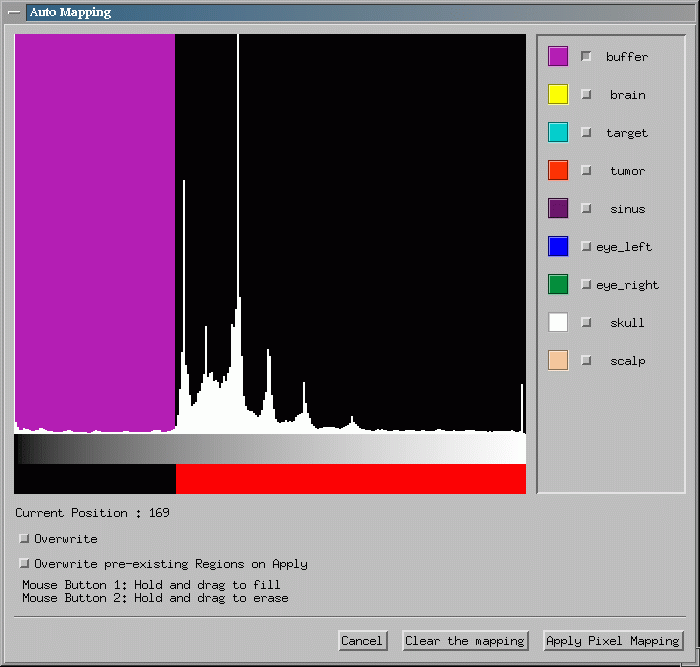 Auto Mapping
buffer
brain
target
tumor
sinus
eye_left
eye_right
skull
scalp
Current Position : 169
Overwrite
Overwrite pre-existing Regions on Apply
Mouse Button 1: Hold and drag to fill
Mouse Button 2: Hold and drag to erase
Cancel Clear the mapping Apply Pixel Mapping